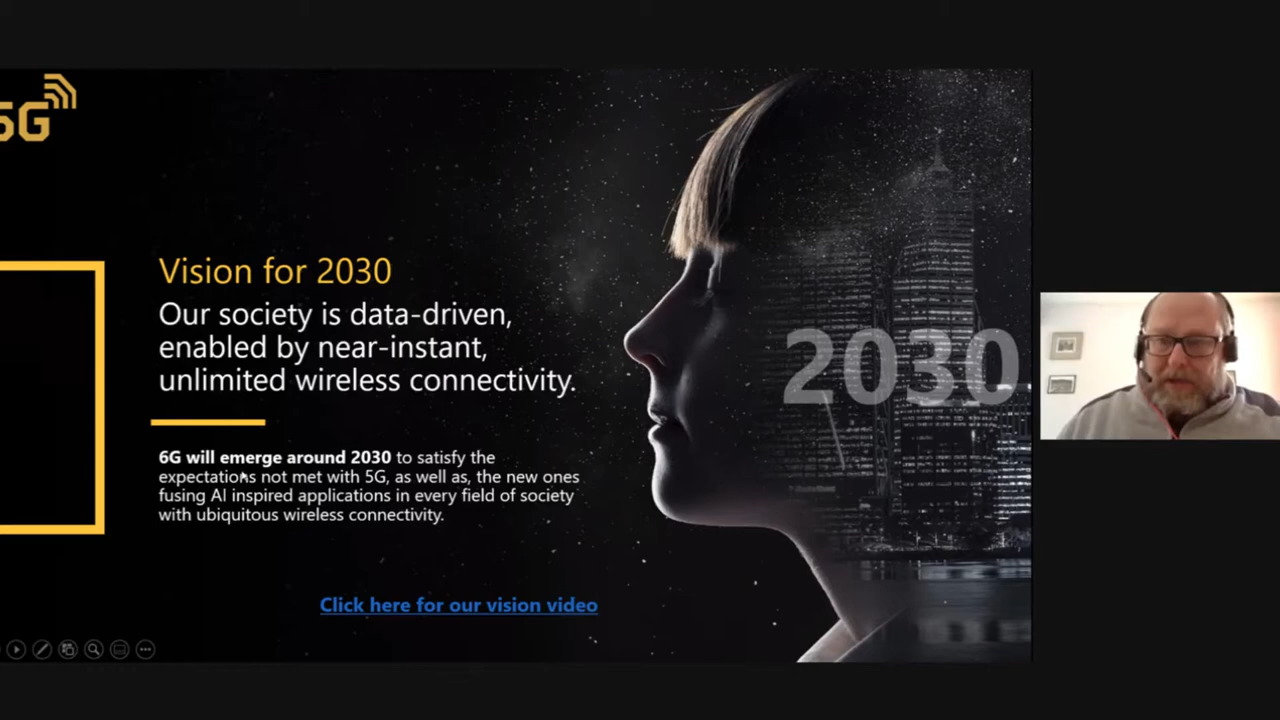 5G
Vision for 2030
Our society is data-driven,
enabled by near-instant,
unlimited wireless connectivity.
2030
6G will emerge around 2030 to satisfy the
expectations not met with 5G, as well as, the new ones
fusing AI inspired applications in every field of society
with ubiquitous wireless connectivity.
Click here for our vision video